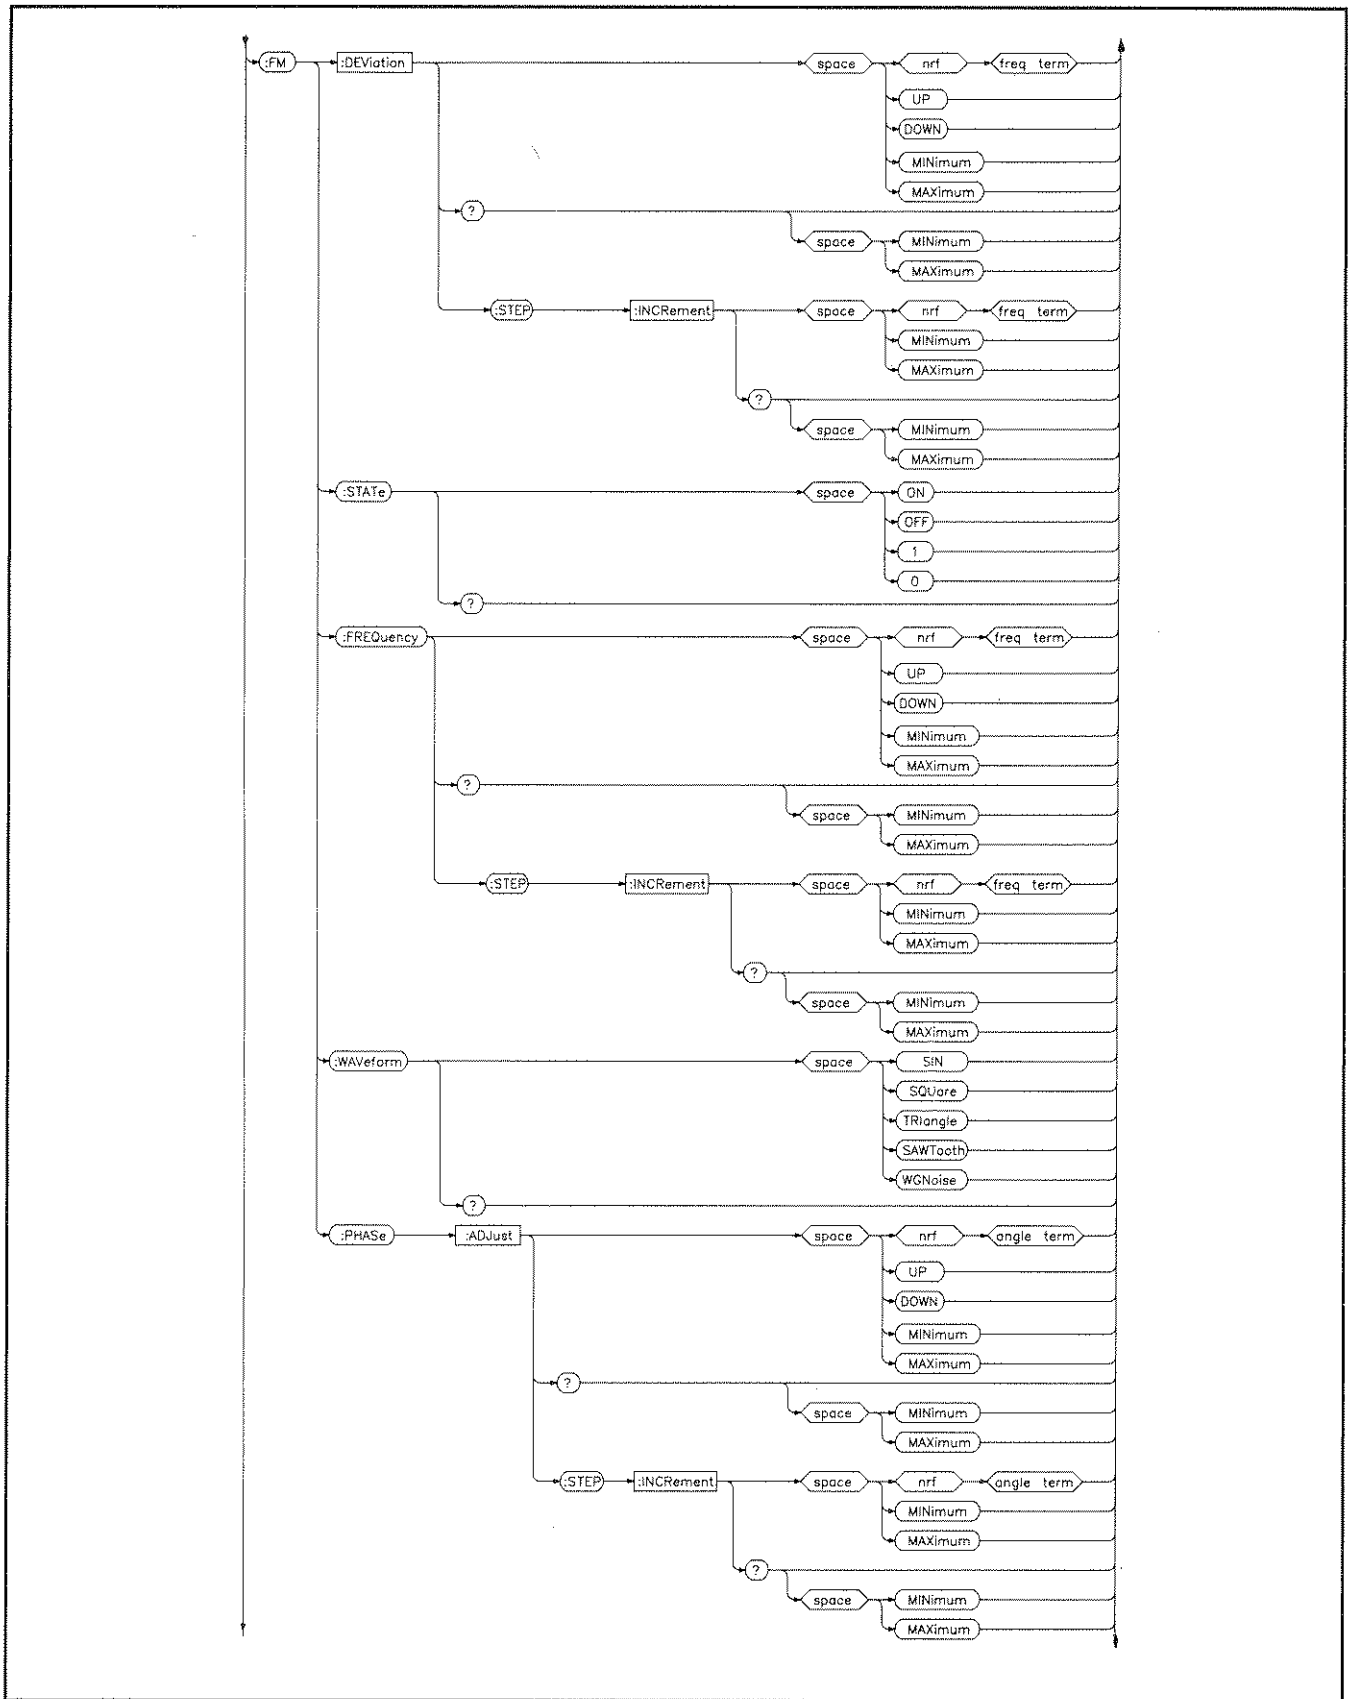 :FM :DEViation space nrf freq term
UP
DOWN
MINimum
MAXimum
?
space MINimum
MAXimum
:STEP :INCRement space nrf freq term
MINimum
MAXimum
?
space MINimum
MAXimum
:STATe space ON
OFF
1
0
?
:FREQuency space nrf freq term
UP
DOWN
MINimum
MAXimum
?
space MINimum
MAXimum
:STEP :INCRement space nrf freq term
MINimum
MAXimum
?
space MINimum
MAXimum
:WAVeform space SIN
SQUare
TRIangle
SAWTooth
WGNoise
?
:PHASe :ADJust space nrf angle term
UP
DOWN
MINimum
MAXimum
?
space MINimum
MAXimum
:STEP :INCRement space nrf angle term
MINimum
MAXimum
?
space MINimum
MAXimum